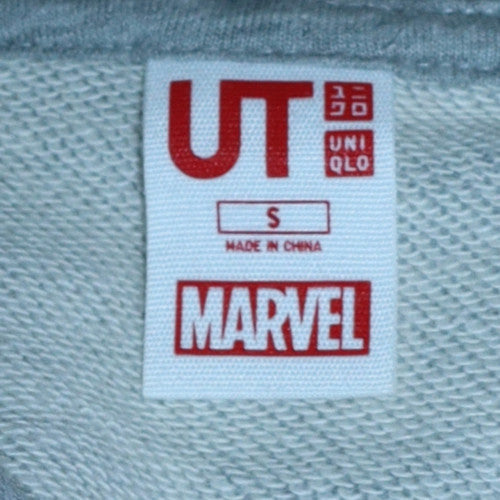 UT
ユニ
クロ
UNI
QLO
S
MADE IN CHINA
MARVEL